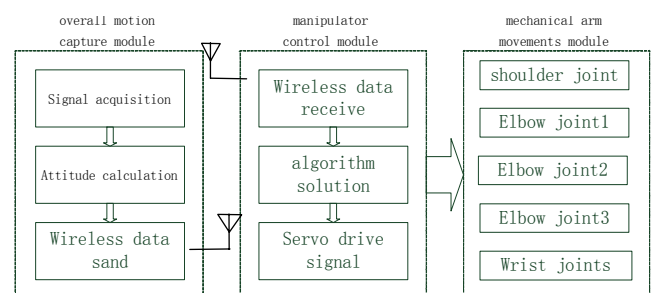 overall motion
capture module
Signal acquisition
Attitude calculation
Wireless data
sand
manipulator
control module
Wireless data
receive
algorithm
solution
Servo drive
signal
mechanical arm
movements module
shoulder joint
Elbow joint1
Elbow joint2
Elbow joint3
Wrist joints